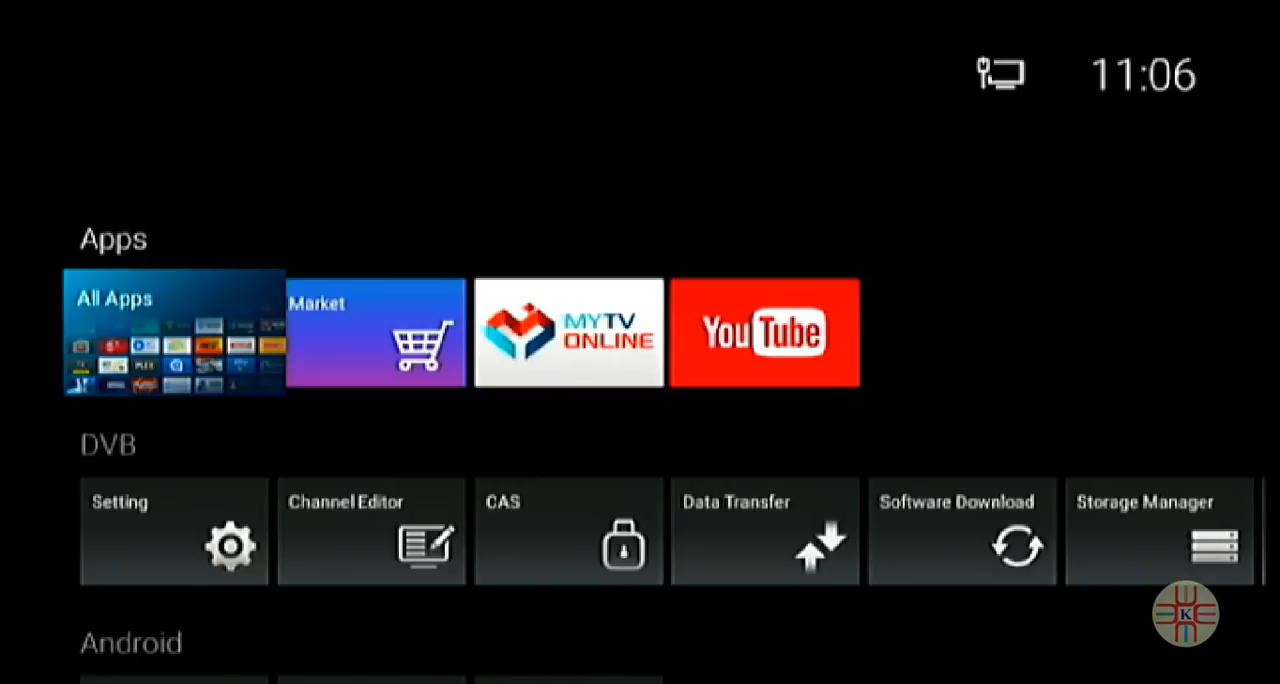 11:06
Apps
All Apps
Market
MYTV
ONLINE
YouTube
DVB
Setting
Channel Editor
CAS
Data Transfer
Software Download
Storage Manager
K
Android